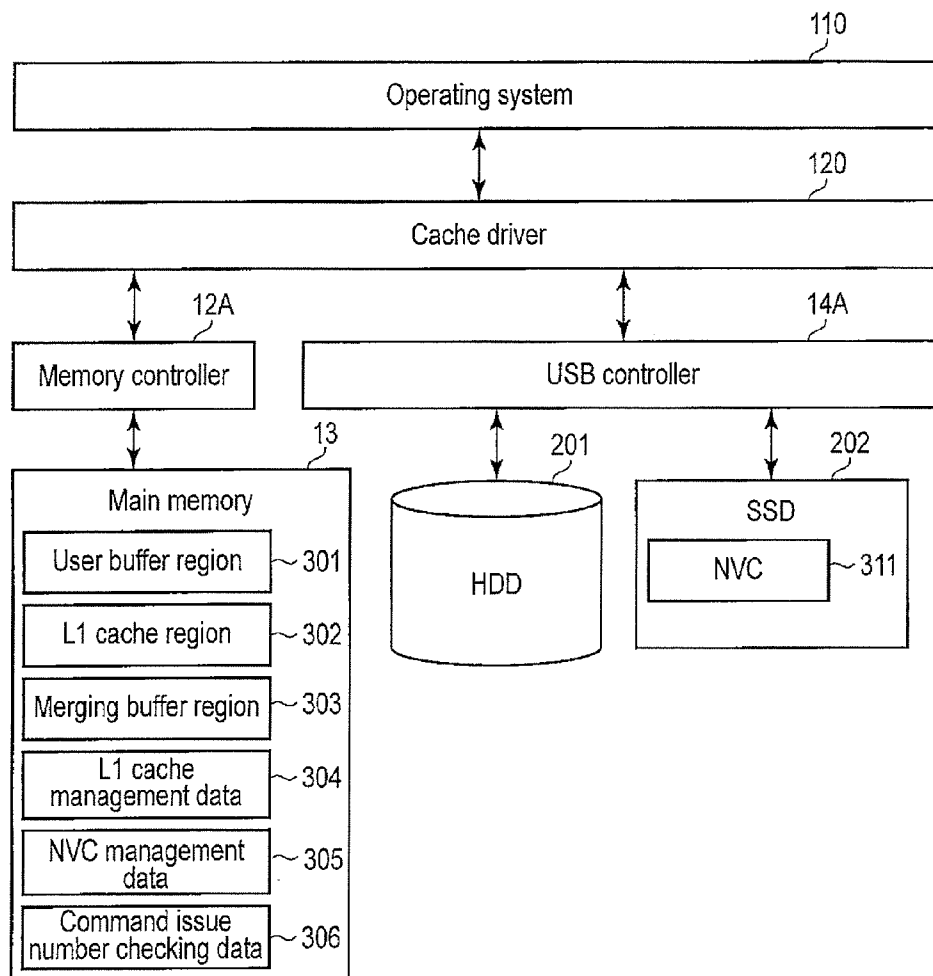 110
Operating system
120
Cache driver
12A
14A
Memory controller
USB controller
13
201
202
Main memory
SSD
User buffer region
301
NVC
311
HDD
L1 cache region
302
Merging buffer region
303
L1 cache
management data
304
NVC management
data
305
Command issue
number checking data
306